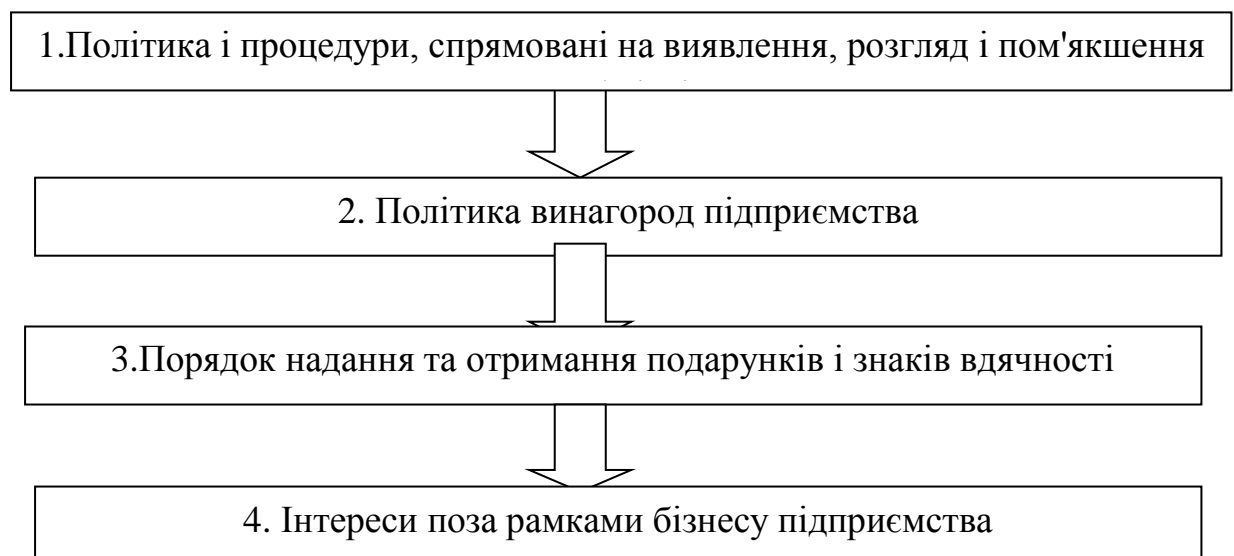 1.Політика і процедури, спрямовані на виявлення, розгляд і пом'якшення
2. Політика винагород підприємства
3.Порядок надання та отримання подарунків і знаків вдячності
4. Інтереси поза рамками бізнесу підприємства